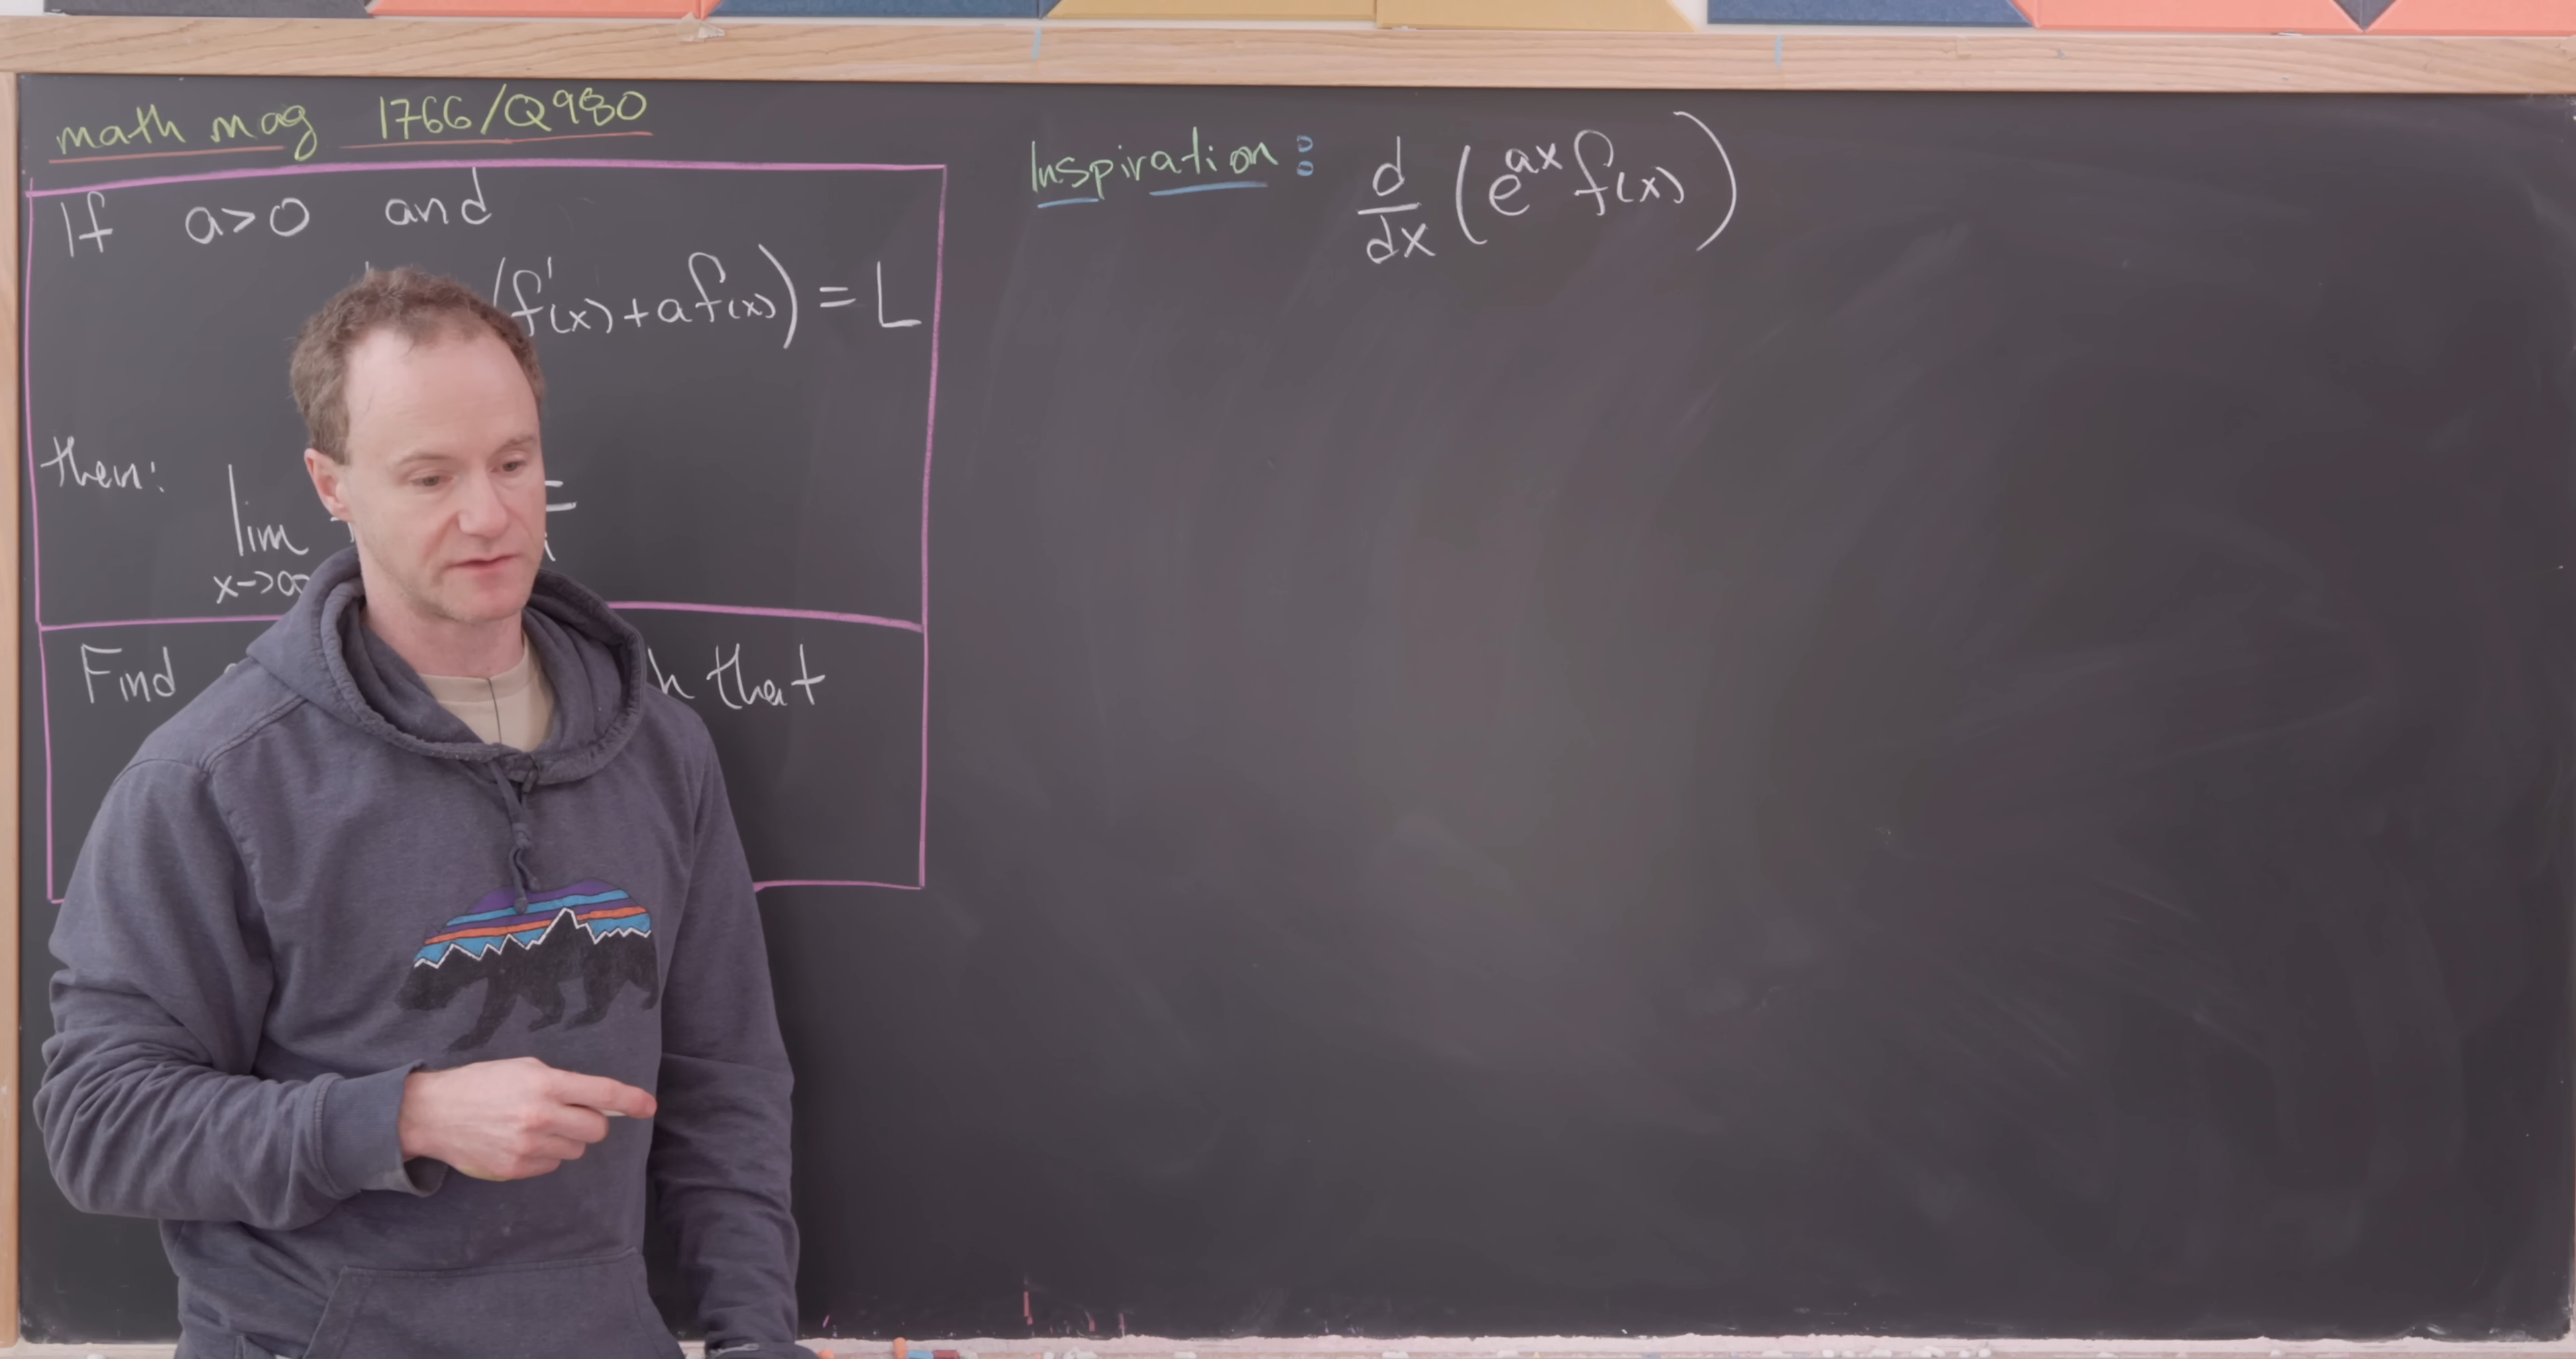 math mag 1766/Q980
If a>0 and
(f'(x)+af(x)) = L
then:
lim =
x→∞
Find that
Inspiration: d/dx (e^{ax} f(x))